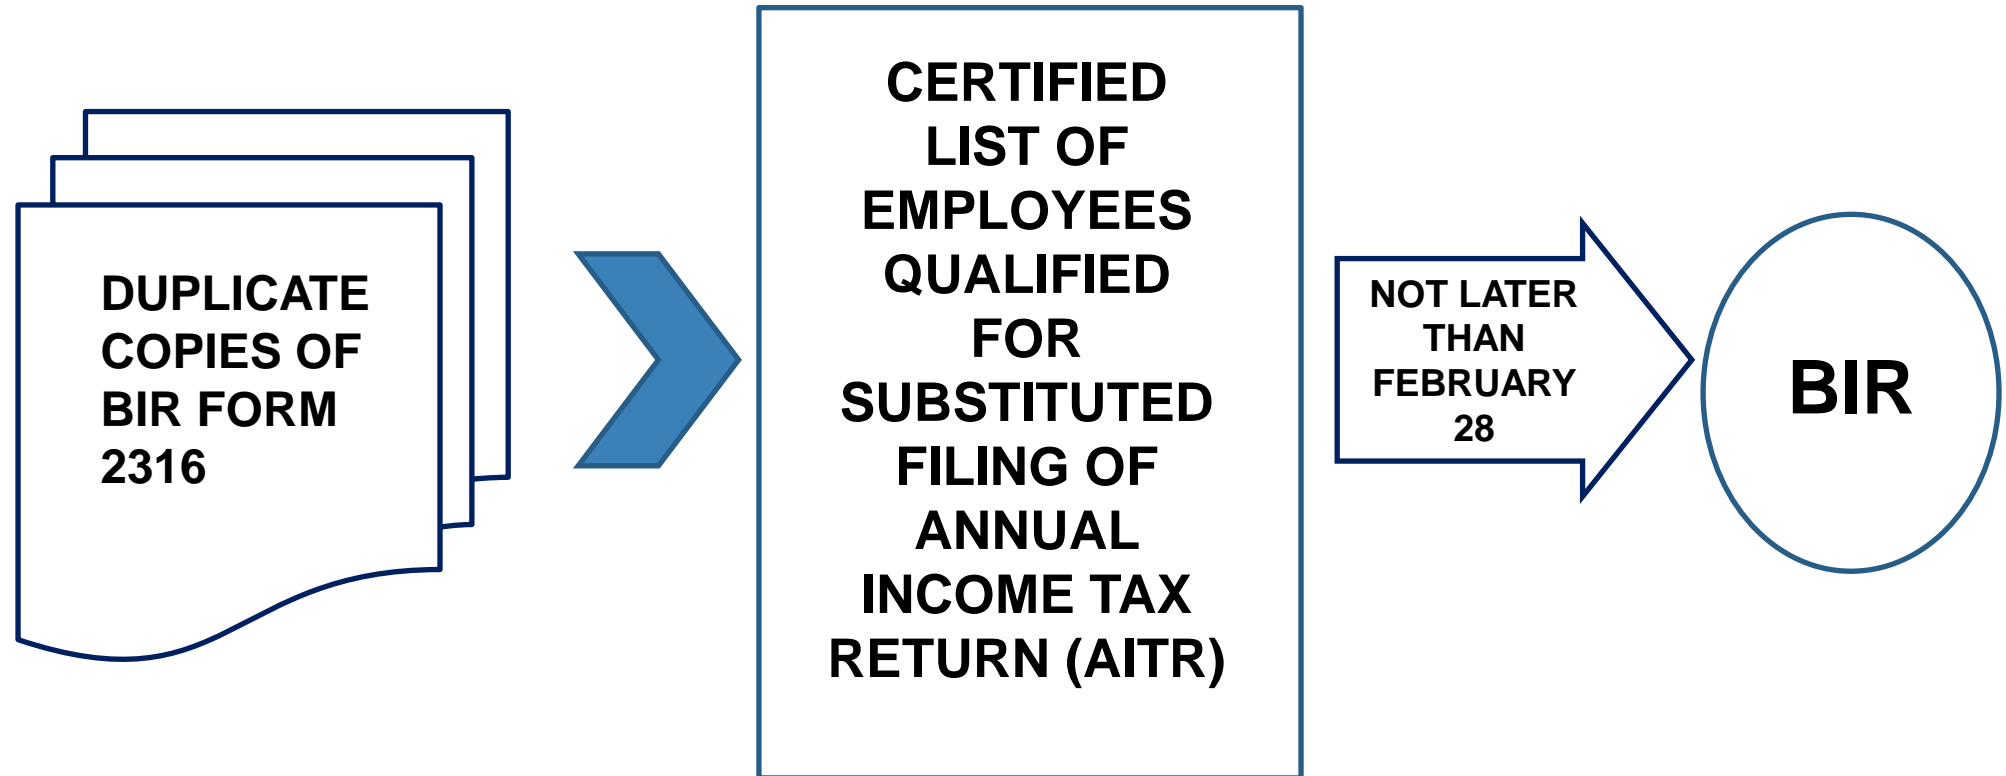 DUPLICATE
COPIES OF
BIR FORM
2316
CERTIFIED
LIST OF
EMPLOYEES
QUALIFIED
FOR
SUBSTITUTED
FILING OF
ANNUAL
INCOME TAX
RETURN (AITR)
NOT LATER
THAN
FEBRUARY
28
BIR